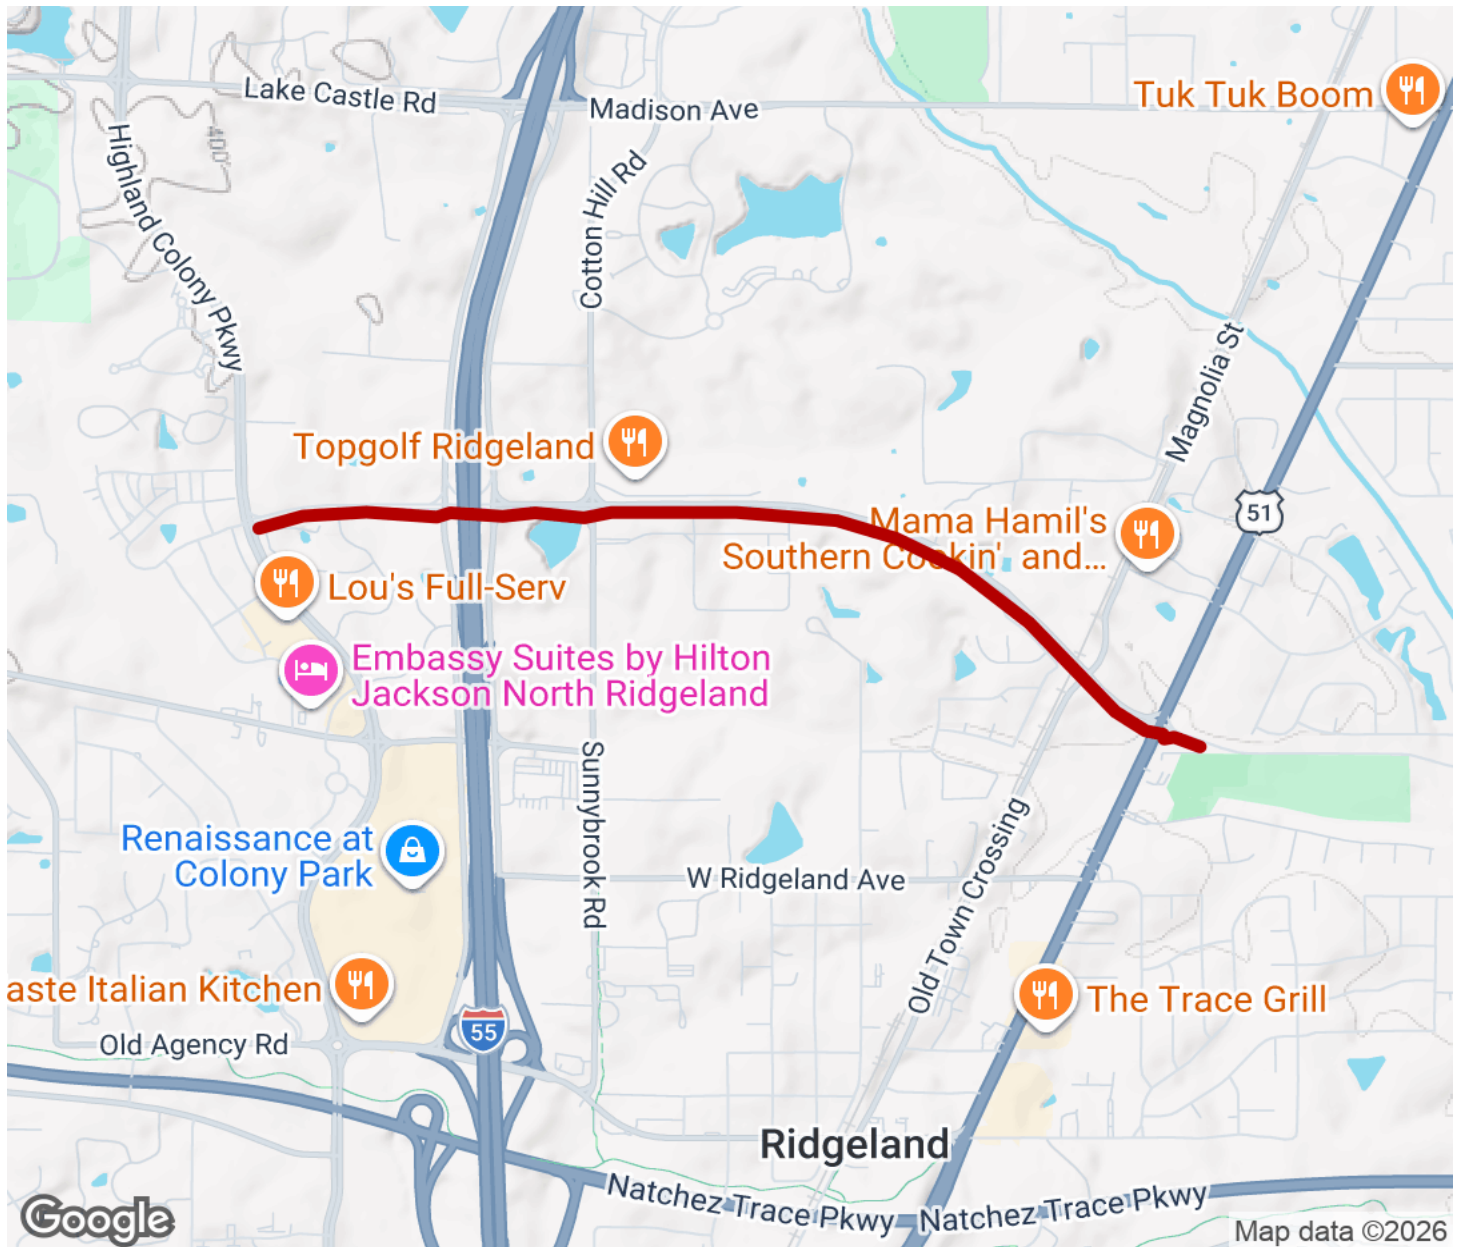 Lake Castle Rd
Madison Ave
Tuk Tuk Boom
Highland Colony Pkwy
400'
Cotton Hill Rd
Magnolia St
Topgolf Ridgeland
51
Mama Hamil's
Southern Cookin' and...
Lou's Full-Serv
Embassy Suites by Hilton
Jackson North Ridgeland
Sunnybrook Rd
Renaissance at
Colony Park
W Ridgeland Ave
Old Town Crossing
aste Italian Kitchen
The Trace Grill
55
Old Agency Rd
Ridgeland
Natchez Trace Pkwy
Natchez Trace Pkwy
Google
Map data ©2026